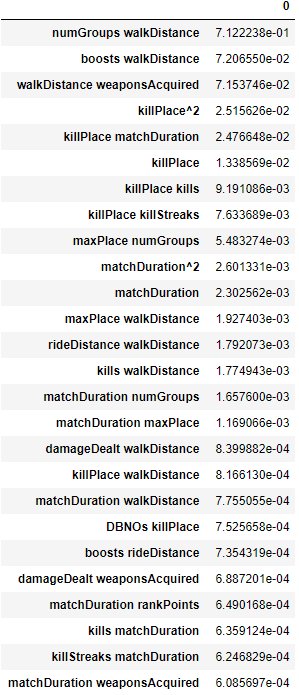 0
numGroups walkDistance 7.122238e-01
boosts walkDistance 7.206550e-02
walkDistance weaponsAcquired 7.153746e-02
killPlace^2 2.515626e-02
killPlace matchDuration 2.476648e-02
killPlace 1.338569e-02
killPlace kills 9.191086e-03
killPlace killStreaks 7.633689e-03
maxPlace numGroups 5.483274e-03
matchDuration^2 2.601331e-03
matchDuration 2.302562e-03
maxPlace walkDistance 1.927403e-03
rideDistance walkDistance 1.792073e-03
kills walkDistance 1.774943e-03
matchDuration numGroups 1.657600e-03
matchDuration maxPlace 1.169066e-03
damageDealt walkDistance 8.399882e-04
killPlace walkDistance 8.166130e-04
matchDuration walkDistance 7.755055e-04
DBNOs killPlace 7.525658e-04
boosts rideDistance 7.354319e-04
damageDealt weaponsAcquired 6.887201e-04
matchDuration rankPoints 6.490168e-04
kills matchDuration 6.359124e-04
killStreaks matchDuration 6.246829e-04
matchDuration weaponsAcquired 6.085697e-04